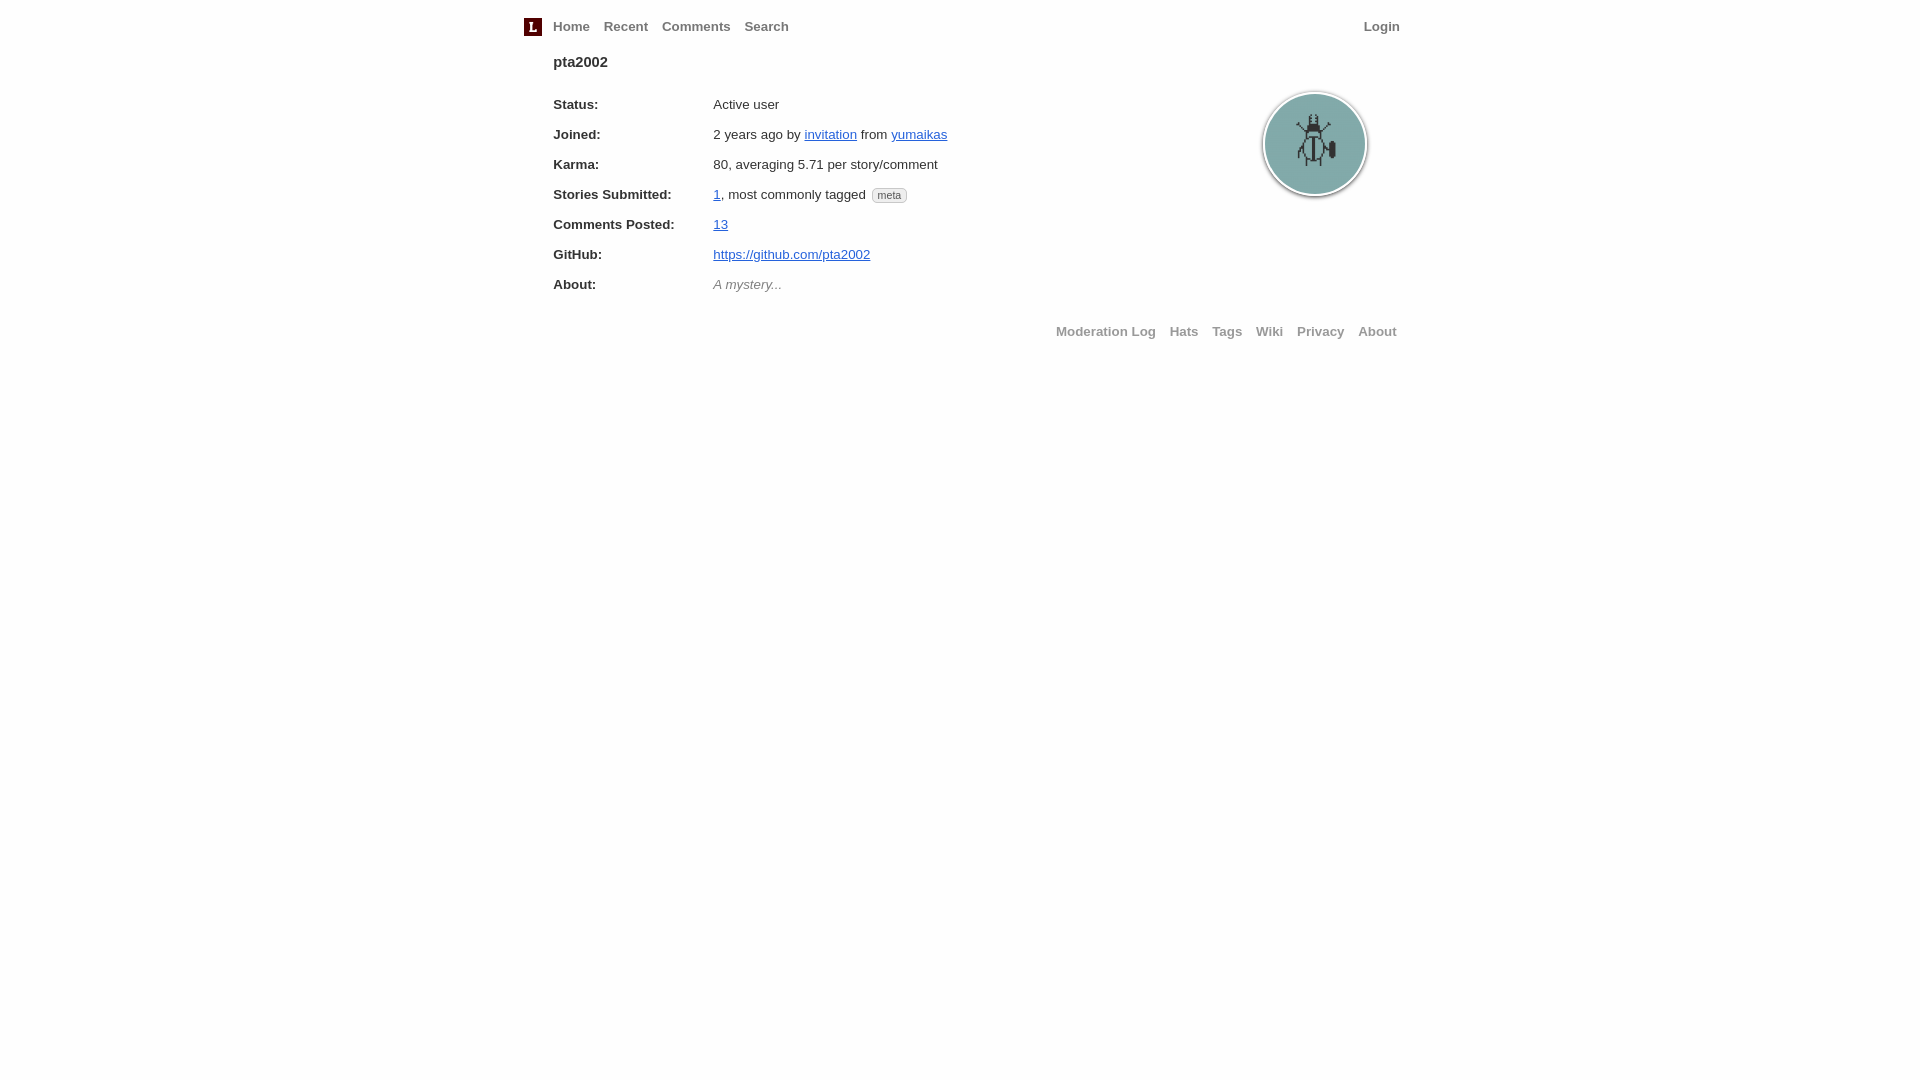 L Home Recent Comments Search Login
pta2002
Status: Active user
Joined: 2 years ago by invitation from yumaikas
Karma: 80, averaging 5.71 per story/comment
Stories Submitted: 1, most commonly tagged meta
Comments Posted: 13
GitHub: https://github.com/pta2002
About: A mystery...
Moderation Log Hats Tags Wiki Privacy About